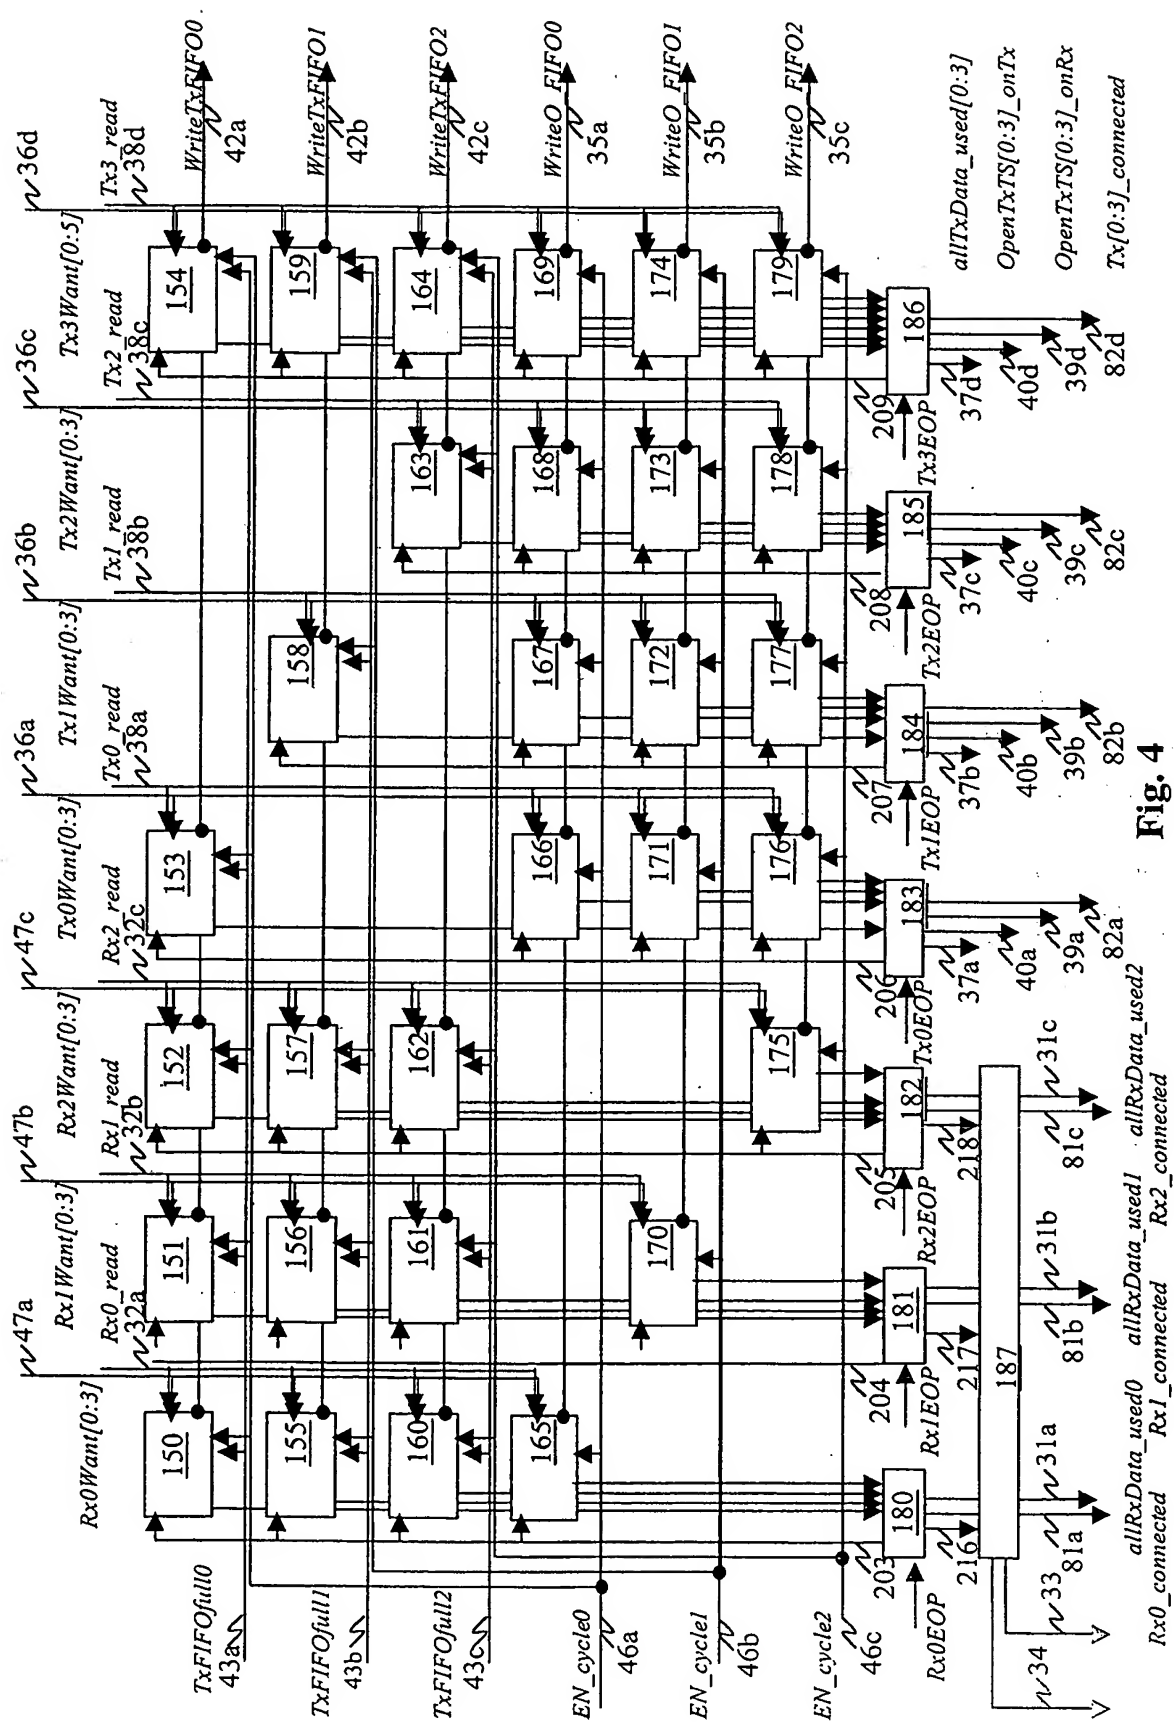 47a
47b
47c
36a
36b
36c
36d
Rx0Want[0:3]
Rx1Want[0:3]
Rx2Want[0:3]
Tx0Want[0:3]
Tx1Want[0:3]
Tx2Want[0:3]
Tx3Want[0:5]
Rx0_read
32a
Rx1_read
32b
Rx2_read
32c
Tx0_read
38a
Tx1_read
38b
Tx2_read
38c
Tx3_read
38d
TxFIFOfull0
43a
150
151
152
153
154
WriteTxFIFO0
42a
TxFIFOfull1
43b
155
156
157
158
159
WriteTxFIFO1
42b
TxFIFOfull2
43c
160
161
162
163
164
WriteTxFIFO2
42c
EN_cycle0
46a
165
166
167
168
169
WriteO_FIFO0
35a
EN_cycle1
46b
170
171
172
173
174
WriteO_FIFO1
35b
EN_cycle2
46c
175
176
177
178
179
WriteO_FIFO2
35c
203
204
205
206
207
208
209
180
181
182
183
184
185
186
Rx0EOP
Rx1EOP
Rx2EOP
Tx0EOP
Tx1EOP
Tx2EOP
Tx3EOP
216
217
218
187
37a
37b
37c
37d
allTxData_used[0:3]
40a
40b
40c
40d
OpenTxTS[0:3]_onTx
34
33
81a
31a
81b
31b
81c
31c
39a
39b
39c
39d
OpenTxTS[0:3]_onRx
82a
82b
82c
82d
Tx[0:3]_connected
allRxData_used0
allRxData_used1
allRxData_used2
Rx0_connected
Rx1_connected
Rx2_connected
Fig. 4